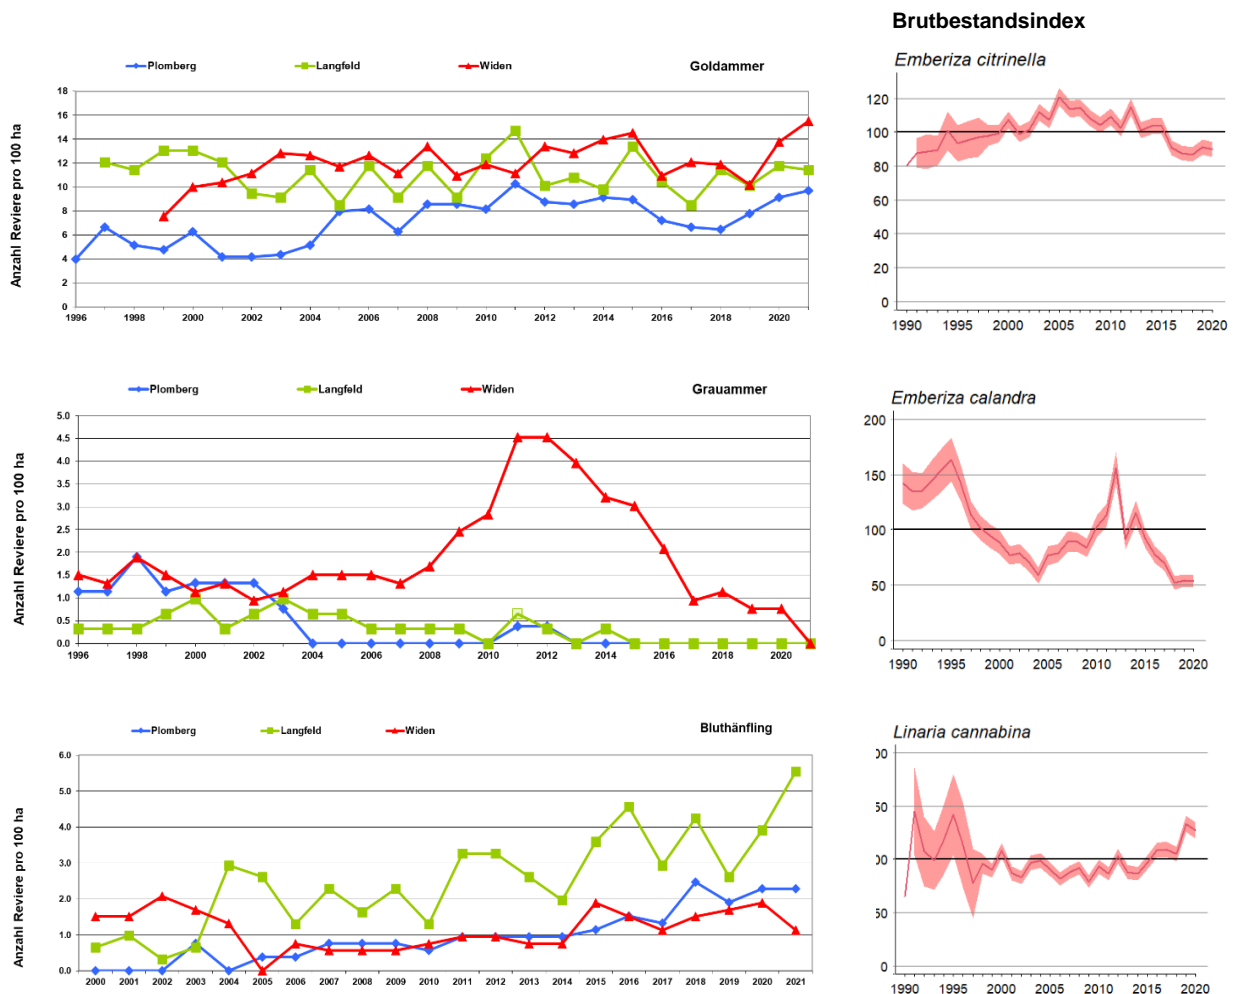 Brutbestandsindex
Plomberg Langfeld Widen Goldammer
Anzahl Reviere pro 100 ha
18
16
14
12
10
8
6
4
2
0
1996 1998 2000 2002 2004 2006 2008 2010 2012 2014 2016 2018 2020
Emberiza citrinella
120
100
80
60
40
20
0
1990 1995 2000 2005 2010 2015 2020
Plomberg Langfeld Widen Grauammer
Anzahl Reviere pro 100 ha
5.0
4.5
4.0
3.5
3.0
2.5
2.0
1.5
1.0
0.5
0.0
1996 1998 2000 2002 2004 2006 2008 2010 2012 2014 2016 2018 2020
Emberiza calandra
200
150
100
50
0
1990 1995 2000 2005 2010 2015 2020
Plomberg Langfeld Widen Bluthänfling
Anzahl Reviere pro 100 ha
6.0
5.0
4.0
3.0
2.0
1.0
0.0
2000 2001 2002 2003 2004 2005 2006 2007 2008 2009 2010 2011 2012 2013 2014 2015 2016 2017 2018 2019 2020 2021
Linaria cannabina
00
50
00
50
0
1990 1995 2000 2005 2010 2015 2020